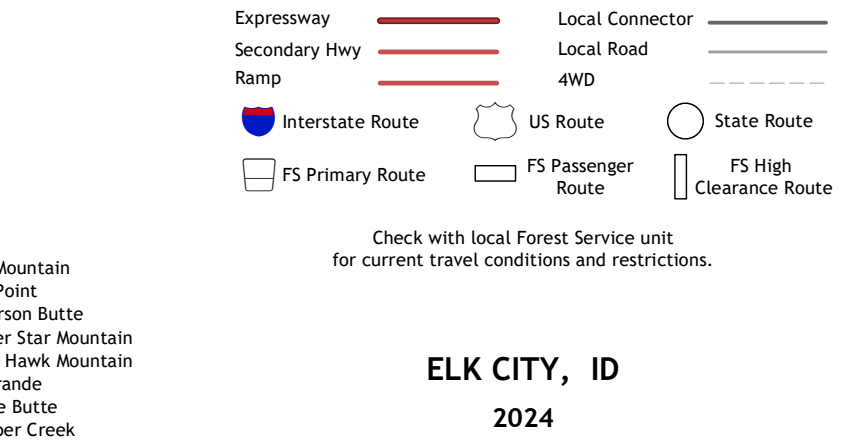 Expressway
Local Connector
Secondary Hwy
Local Road
Ramp
4WD
Interstate Route
US Route
State Route
FS Primary Route
FS Passenger
Route
FS High
Clearance Route
Check with local Forest Service unit
for current travel conditions and restrictions.
Mountain
Point
rson Butte
er Star Mountain
Hawk Mountain
rande
e Butte
per Creek
ELK CITY, ID
2024